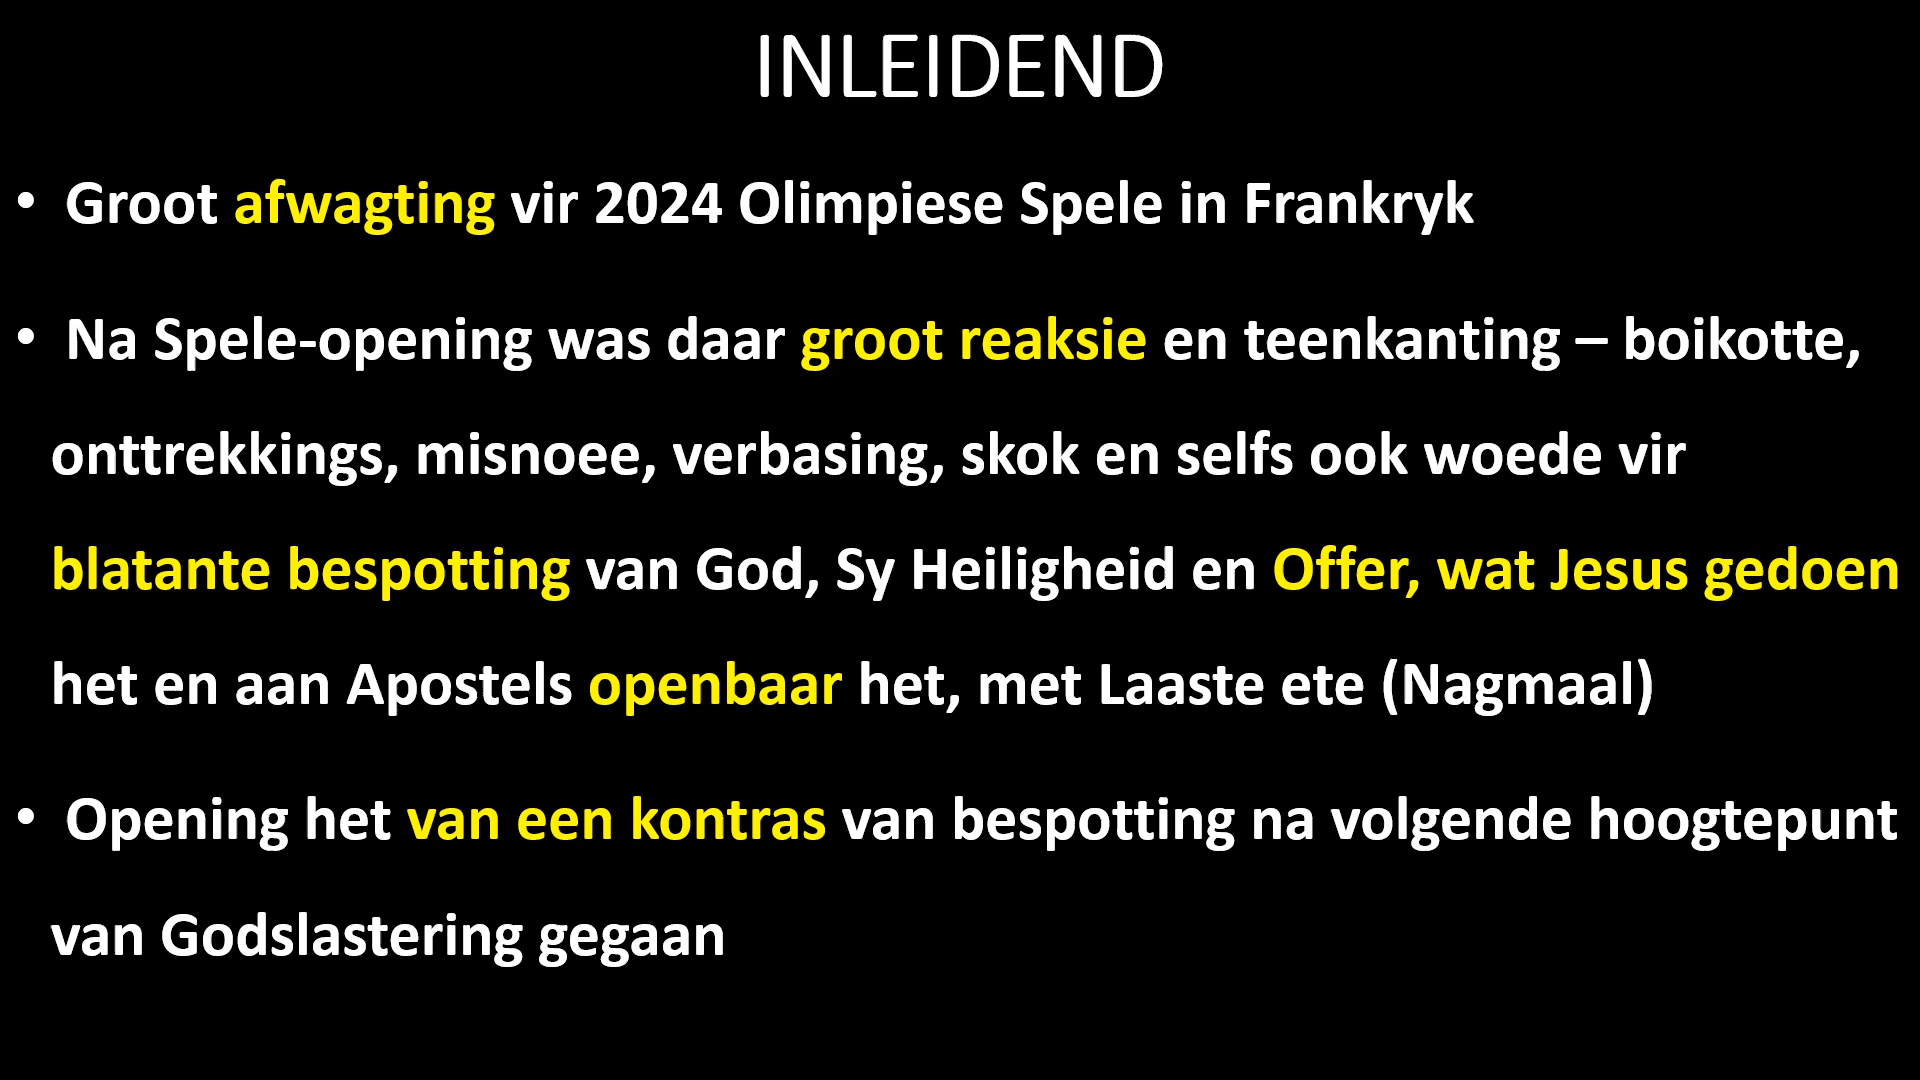 INLEIDEND
• Groot afwagting vir 2024 Olimpiese Spele in Frankryk
• Na Spele-opening was daar groot reaksie en teenkanting – boikotte,
onttrekkings, misnoee, verbasing, skok en selfs ook woede vir
blatante bespotting van God, Sy Heiligheid en Offer, wat Jesus gedoen
het en aan Apostels openbaar het, met Laaste ete (Nagmaal)
• Opening het van een kontras van bespotting na volgende hoogtepunt
van Godslastering gegaan